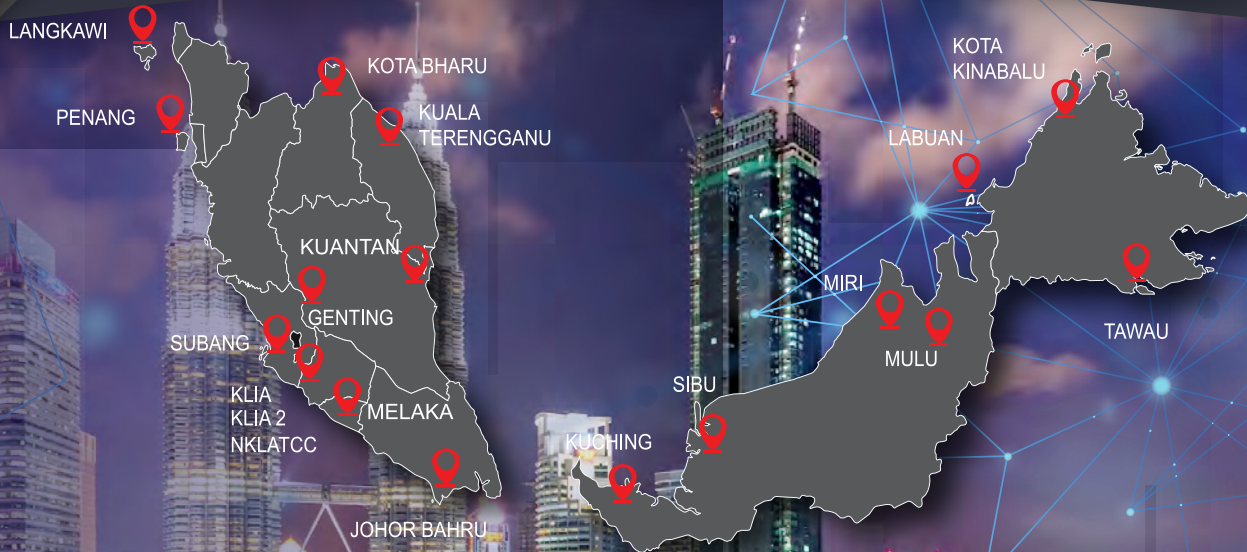 LANGKAWI
KOTA BHARU
PENANG
KUALA
TERENGGANU
KUANTAN
GENTING
SUBANG
KLIA
KLIA 2
NKLATCC
MELAKA
JOHOR BAHRU
KOTA
KINABALU
LABUAN
MIRI
MULU
TAWAU
SIBU
KUCHING